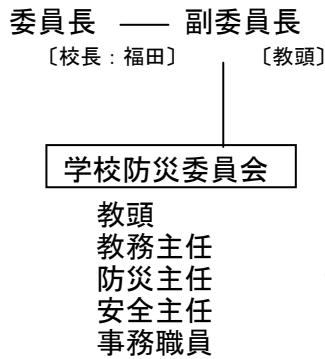 委員長 ―― 副委員長
〔校長：福田〕 〔教頭〕
学校防災委員会
教頭
教務主任
防災主任
安全主任
事務職員